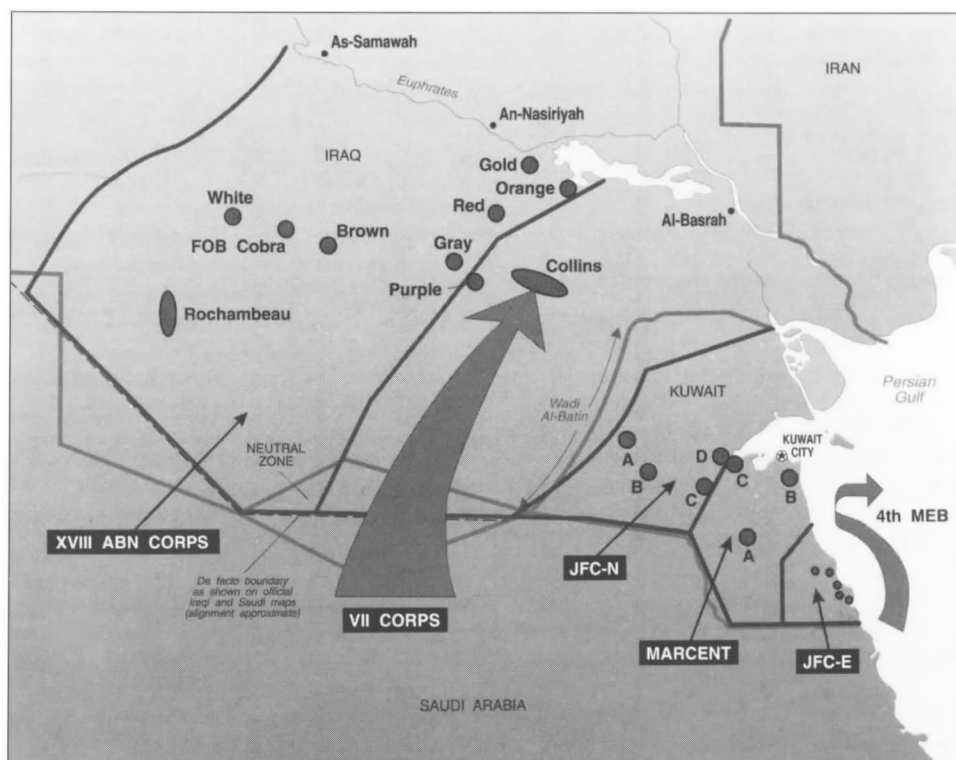 As-Samawah
IRAN
Euphrates
An-Nasiriyah
IRAQ
Gold
Orange
White
Red
Al-Basrah
FOB Cobra
Brown
Gray
Collins
Purple
Rochambeau
KUWAIT
Persian
Gulf
Wadi
Al-Batin
NEUTRAL
ZONE
KUWAIT
CITY
A
D
C
B
C
B
4th MEB
XVIII ABN CORPS
A
JFC-N
De facto boundary
as shown on official
Iraqi and Saudi maps
(alignment approximate)
VII CORPS
MARCENT
JFC-E
SAUDI ARABIA